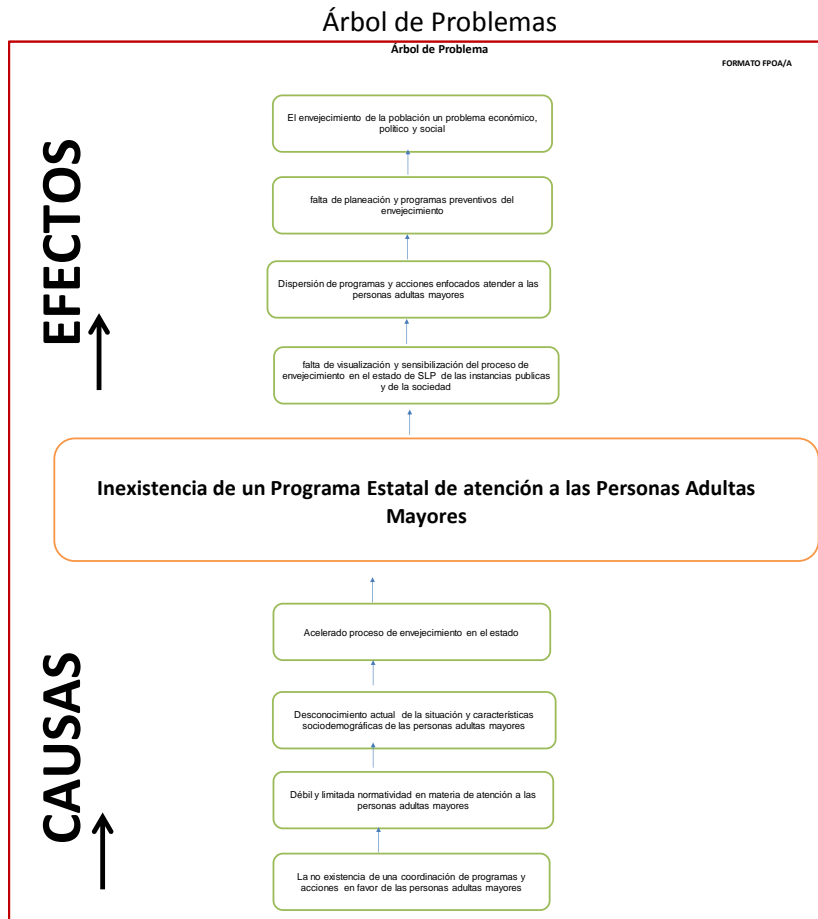 Árbol de Problemas
Árbol de Problema
FORMATO FPOA/A
EFECTOS
El envejecimiento de la población un problema económico,
político y social
falta de planeación y programas preventivos del
envejecimiento
Dispersión de programas y acciones enfocados atender a las
personas adultas mayores
falta de visualización y sensibilización del proceso de
envejecimiento en el estado de SLP de las instancias publicas
y de la sociedad
Inexistencia de un Programa Estatal de atención a las Personas Adultas
Mayores
CAUSAS
Acelerado proceso de envejecimiento en el estado
Desconocimiento actual de la situación y características
sociodemográficas de las personas adultas mayores
Débil y limitada normatividad en materia de atención a las
personas adultas mayores
La no existencia de una coordinación de programas y
acciones en favor de las personas adultas mayores